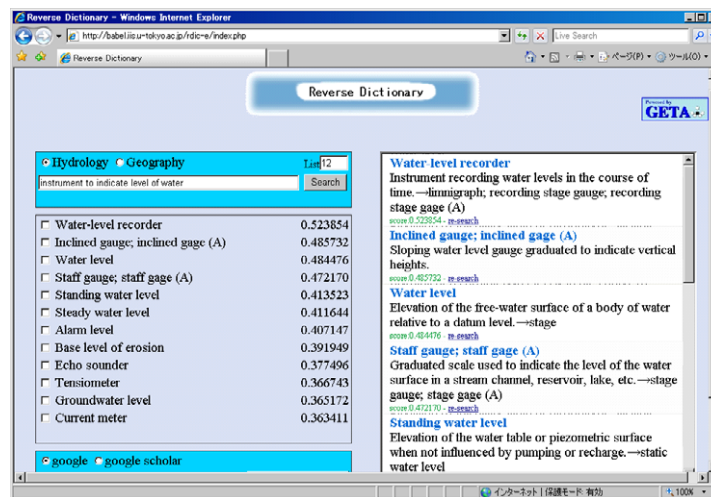 Reverse Dictionary - Windows Internet Explorer
http://babel.iis.u-tokyo.ac.jp/rdic-e/index.php
Live Search
Reverse Dictionary
ページ(P)
ツール(O)
Reverse Dictionary
Powered by
GETA
Hydrology Geography
List 12
instrument to indicate level of water
Search
Water-level recorder 0.523854
Inclined gauge; inclined gage (A) 0.485732
Water level 0.484476
Staff gauge; staff gage (A) 0.472170
Standing water level 0.413523
Steady water level 0.411644
Alarm level 0.407147
Base level of erosion 0.391949
Echo sounder 0.377496
Tensiometer 0.366743
Groundwater level 0.365172
Current meter 0.363411
google google scholar
Water-level recorder
Instrument recording water levels in the course of
time.→limnigraph; recording stage gauge; recording
stage gage (A)
score:0.523854 - re-search
Inclined gauge; inclined gage (A)
Sloping water level gauge graduated to indicate vertical
heights.
score:0.485732 - re-search
Water level
Elevation of the free-water surface of a body of water
relative to a datum level.→stage
score:0.484476 - re-search
Staff gauge; staff gage (A)
Graduated scale used to indicate the level of the water
surface in a stream channel, reservoir, lake, etc.→stage
gauge; stage gage (A)
score:0.472170 - re-search
Standing water level
Elevation of the water table or piezometric surface
when not influenced by pumping or recharge.→static
water level
インターネット | 保護モード: 有効
100%